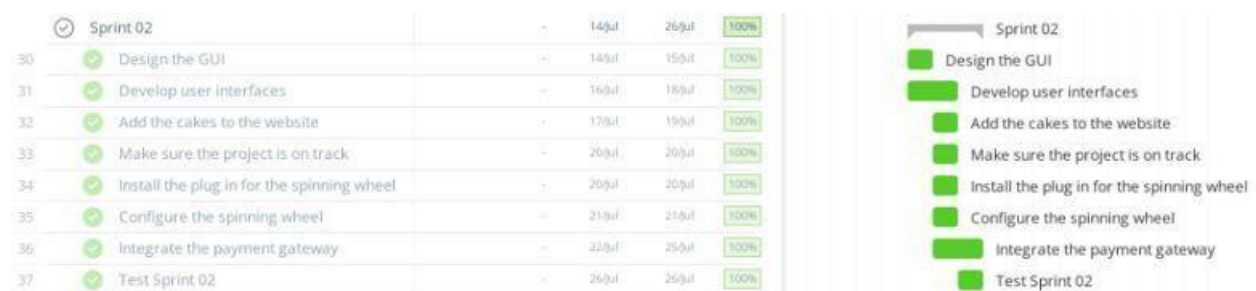 Sprint 02 - 14/Jul 26/Jul 100% Sprint 02
30 Design the GUI - 14/Jul 15/Jul 100% Design the GUI
31 Develop user interfaces - 16/Jul 18/Jul 100% Develop user interfaces
32 Add the cakes to the website - 17/Jul 19/Jul 100% Add the cakes to the website
33 Make sure the project is on track - 20/Jul 20/Jul 100% Make sure the project is on track
34 Install the plug in for the spinning wheel - 20/Jul 20/Jul 100% Install the plug in for the spinning wheel
35 Configure the spinning wheel - 21/Jul 21/Jul 100% Configure the spinning wheel
36 Integrate the payment gateway - 22/Jul 25/Jul 100% Integrate the payment gateway
37 Test Sprint 02 - 26/Jul 26/Jul 100% Test Sprint 02